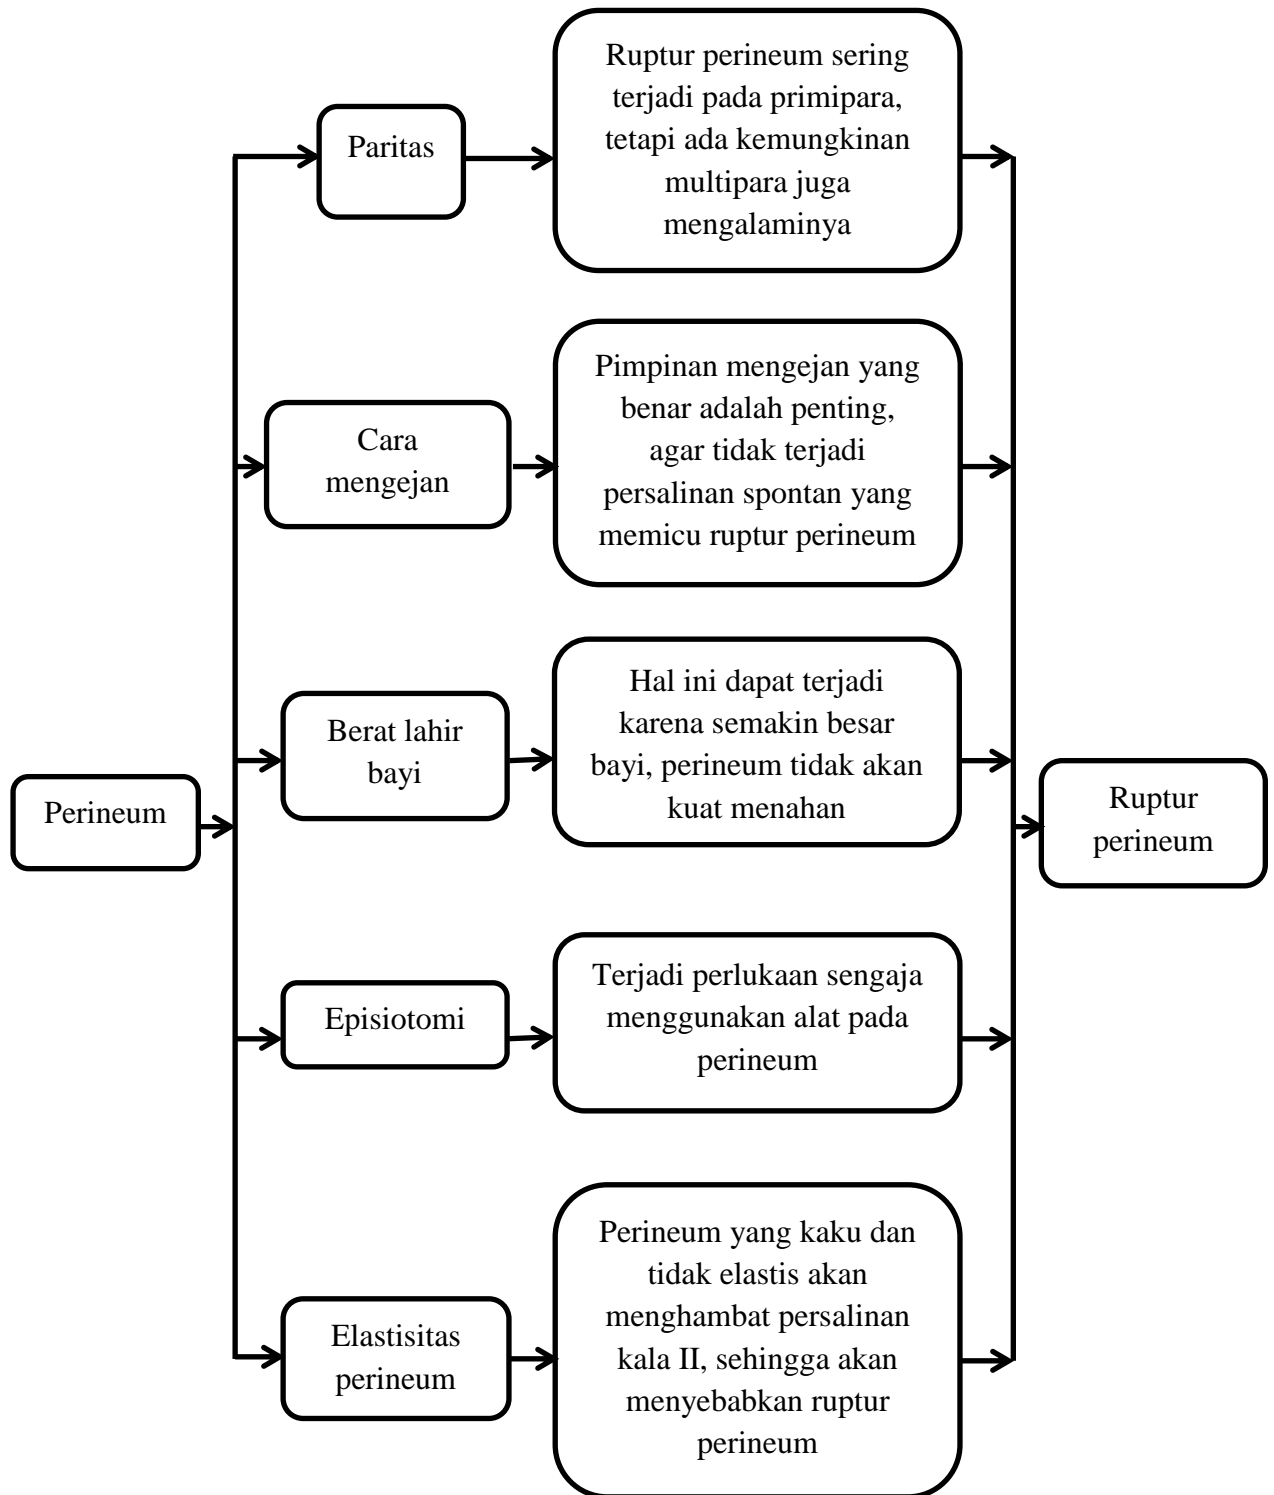 Paritas
Ruptur perineum sering
terjadi pada primipara,
tetapi ada kemungkinan
multipara juga
mengalaminya
Cara
mengejan
Pimpinan mengejan yang
benar adalah penting,
agar tidak terjadi
persalinan spontan yang
memicu ruptur perineum
Berat lahir
bayi
Hal ini dapat terjadi
karena semakin besar
bayi, perineum tidak akan
kuat menahan
Perineum
Ruptur
perineum
Episiotomi
Terjadi perlukaan sengaja
menggunakan alat pada
perineum
Elastisitas
perineum
Perineum yang kaku dan
tidak elastis akan
menghambat persalinan
kala II, sehingga akan
menyebabkan ruptur
perineum